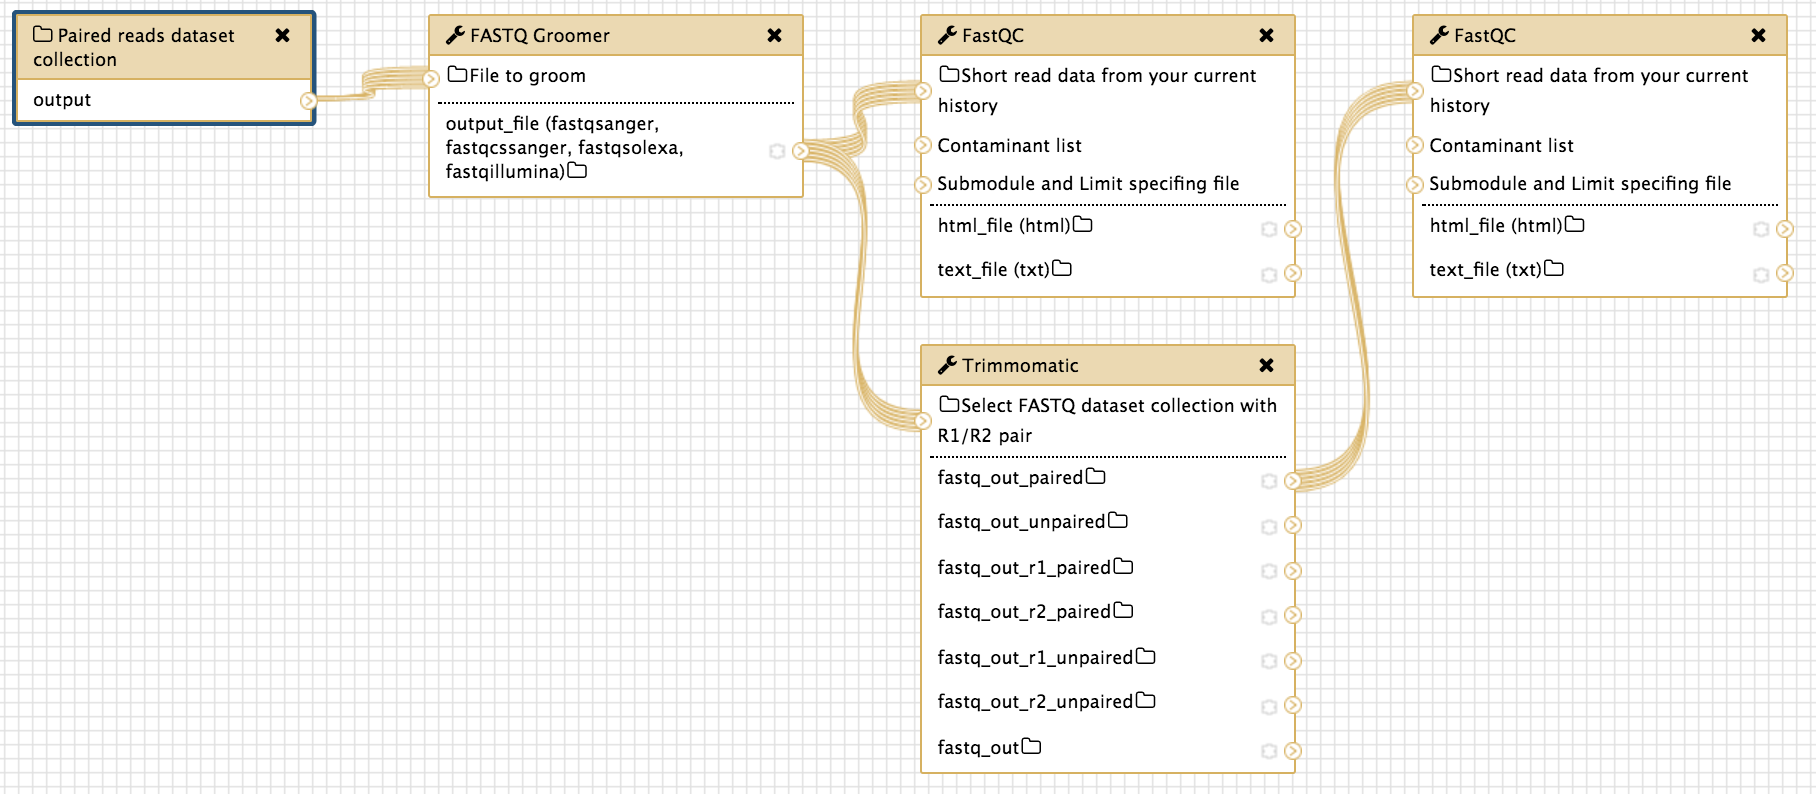 Paired reads dataset
collection
output
FASTQ Groomer
File to groom
output_file (fastqsanger,
fastqcssanger, fastqsolexa,
fastqillumina)
FastQC
Short read data from your current
history
Contaminant list
Submodule and Limit specifing file
html_file (html)
text_file (txt)
Trimmomatic
Select FASTQ dataset collection with
R1/R2 pair
fastq_out_paired
fastq_out_unpaired
fastq_out_r1_paired
fastq_out_r2_paired
fastq_out_r1_unpaired
fastq_out_r2_unpaired
fastq_out
FastQC
Short read data from your current
history
Contaminant list
Submodule and Limit specifing file
html_file (html)
text_file (txt)